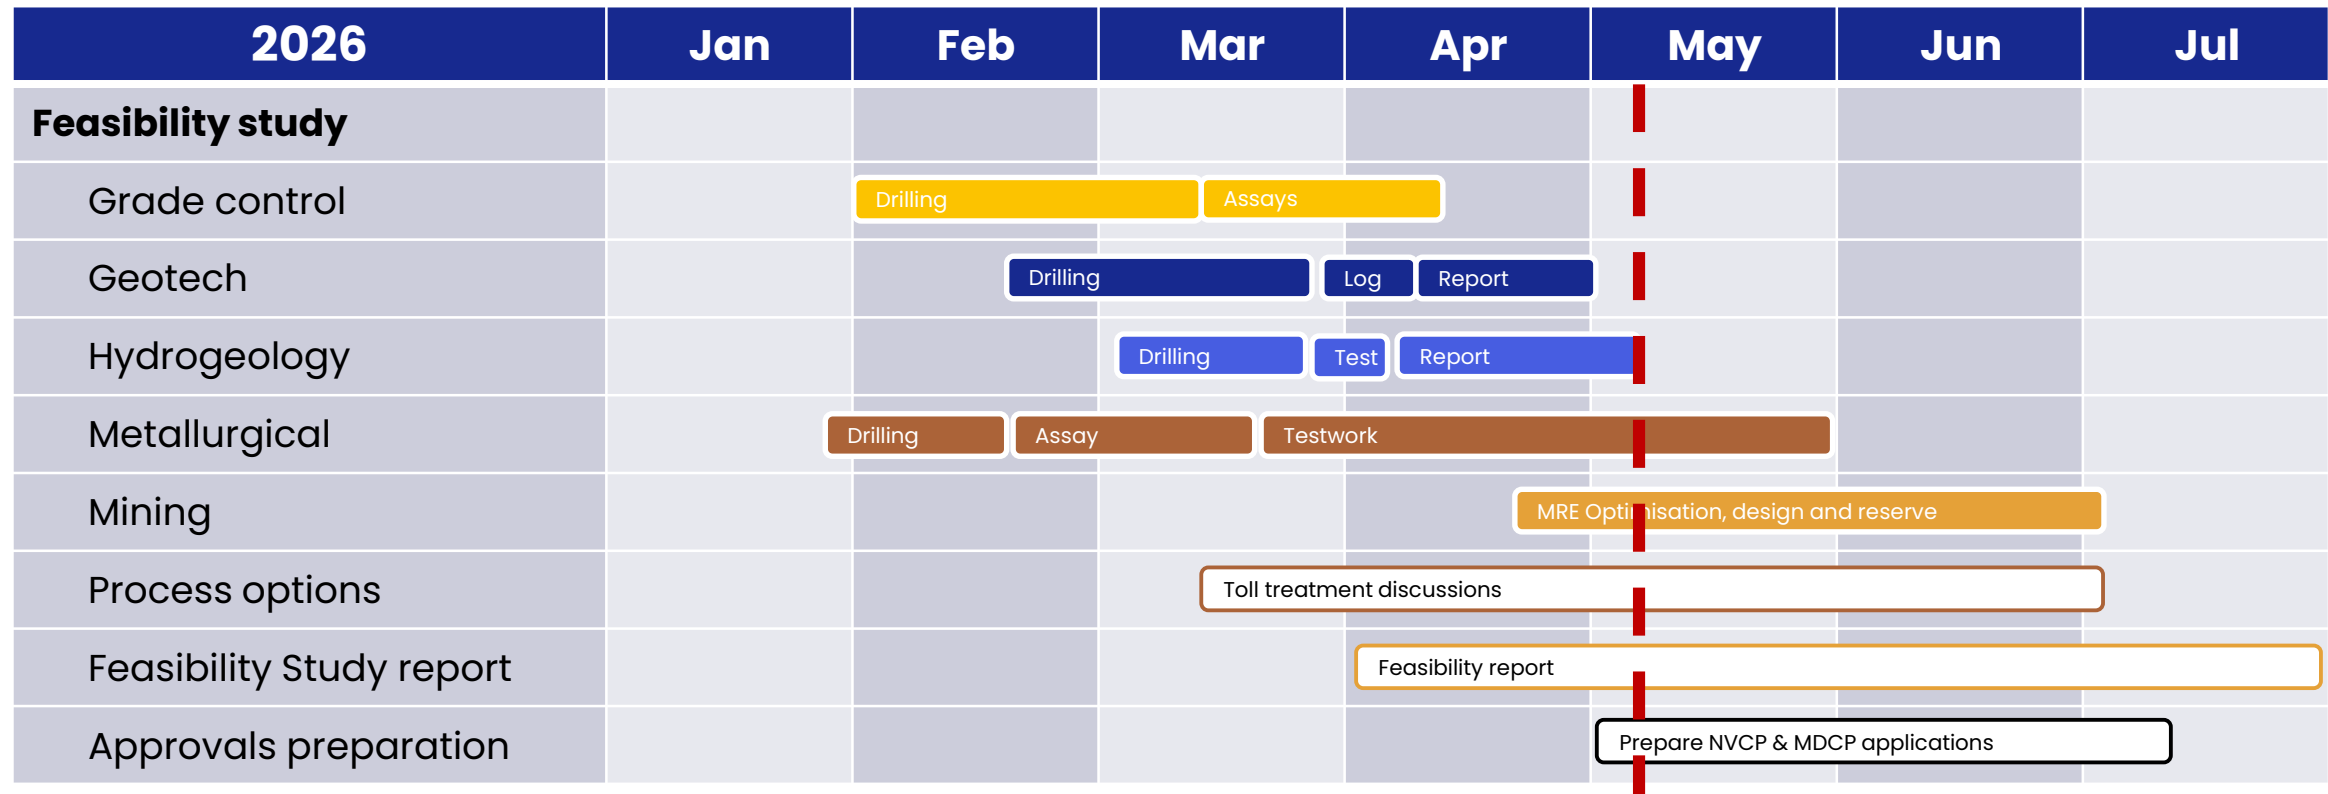 2026 Jan Feb Mar Apr May Jun Jul
Feasibility study
Grade control Drilling Assays
Geotech Drilling Log Report
Hydrogeology Drilling Test Report
Metallurgical Drilling Assay Testwork
Mining MRE Optimisation, design and reserve
Process options Toll treatment discussions
Feasibility Study report Feasibility report
Approvals preparation Prepare NVCP & MDCP applications